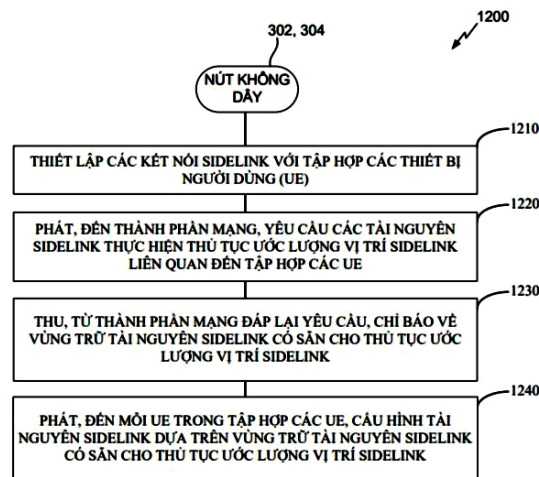 1200
302, 304
NÚT KHÔNG
DÂY
1210
THIẾT LẬP CÁC KẾT NỐI SIDELINK VỚI TẬP HỢP CÁC THIẾT BỊ
NGƯỜI DÙNG (UE)
1220
PHÁT, ĐẾN THÀNH PHẦN MẠNG, YÊU CẦU CÁC TÀI NGUYÊN
SIDELINK THỰC HIỆN THỦ TỤC ƯỚC LƯỢNG VỊ TRÍ SIDELINK
LIÊN QUAN ĐẾN TẬP HỢP CÁC UE
1230
THU, TỪ THÀNH PHẦN MẠNG ĐÁP LẠI YÊU CẦU, CHỈ BÁO VỀ
VÙNG TRỮ TÀI NGUYÊN SIDELINK CÓ SẴN CHO THỦ TỤC ƯỚC
LƯỢNG VỊ TRÍ SIDELINK
1240
PHÁT, ĐẾN MỖI UE TRONG TẬP HỢP CÁC UE, CẤU HÌNH TÀI
NGUYÊN SIDELINK DỰA TRÊN VÙNG TRỮ TÀI NGUYÊN SIDELINK
CÓ SẴN CHO THỦ TỤC ƯỚC LƯỢNG VỊ TRÍ SIDELINK